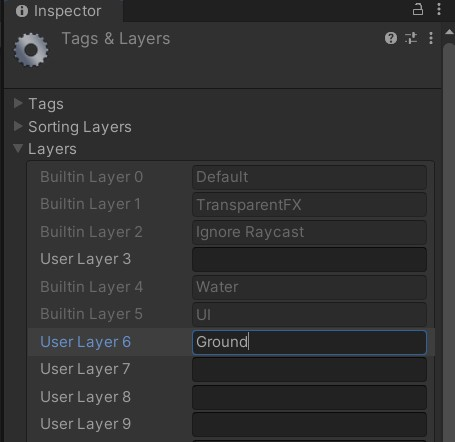 Inspector
Tags & Layers
Tags
Sorting Layers
Layers
Builtin Layer 0 Default
Builtin Layer 1 TransparentFX
Builtin Layer 2 Ignore Raycast
User Layer 3
Builtin Layer 4 Water
Builtin Layer 5 UI
User Layer 6 Ground
User Layer 7
User Layer 8
User Layer 9